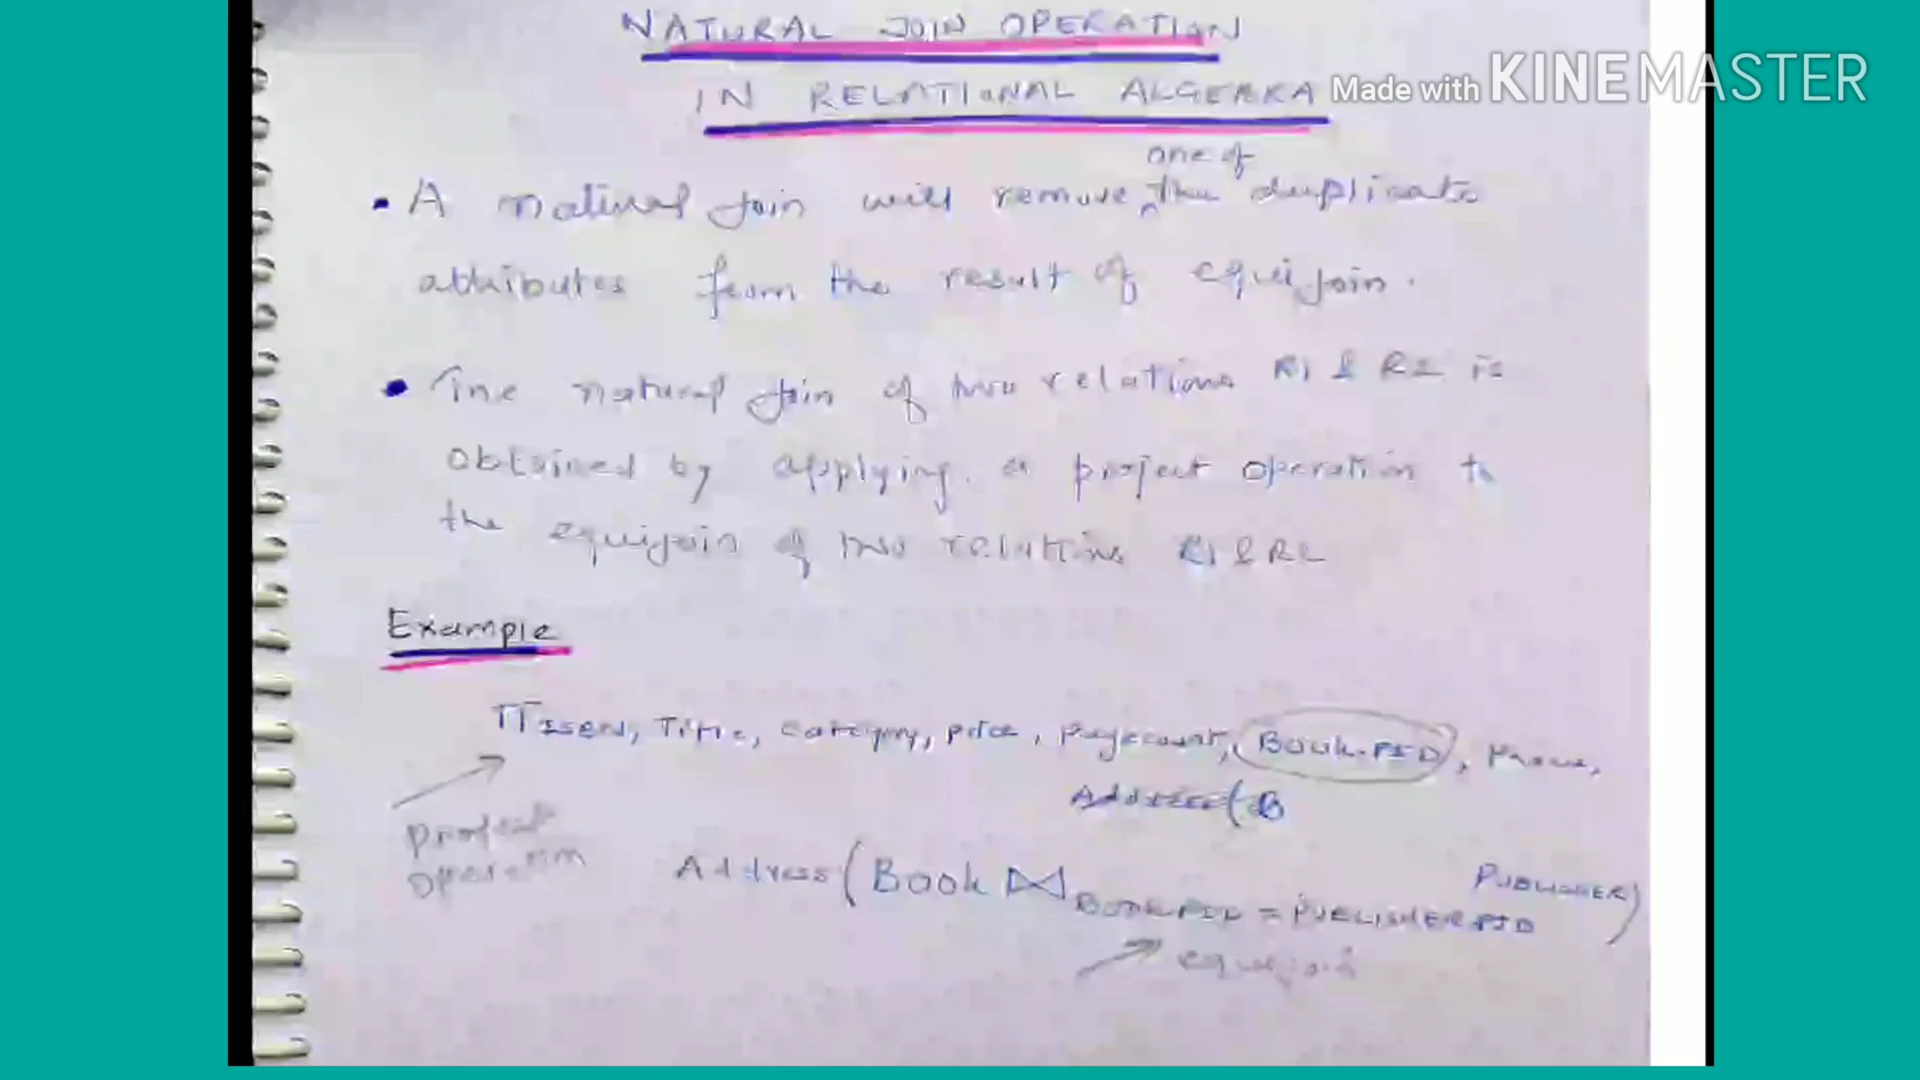 NATURAL JOIN OPERATION
IN RELATIONAL ALGEBRA
Made with KINEMASTER
one of
• A natural join will remove ^ the duplicate
attributes from the result of equijoin.
• The natural join of two relations R1 & R2 is
obtained by applying a project operation to
the equijoin of two relations R1 & R2
Example
π ISBN, Title, Category, Price, Pagecount, Book.PID, Phone,
Address (B
project
operation
Address (Book ⋈ BOOK.PID = PUBLISHER.PID PUBLISHER)
equijoin